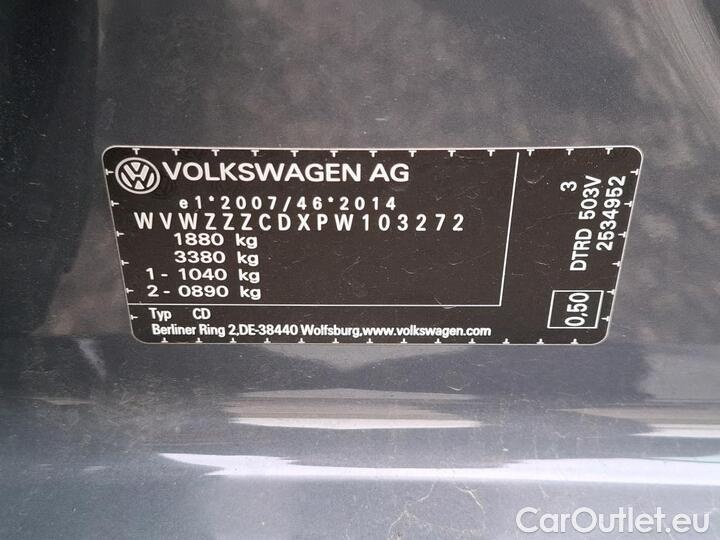 VOLKSWAGEN AG
e1*2007/46*2014
WVWZZZCDXPW103272
1880 kg
3380 kg
1 - 1040 kg
2 - 0890 kg
Typ CD
Berliner Ring 2,DE-38440 Wolfsburg,www.volkswagen.com
3
DTRD 503V
2534952
0,50
CarOutlet.eu